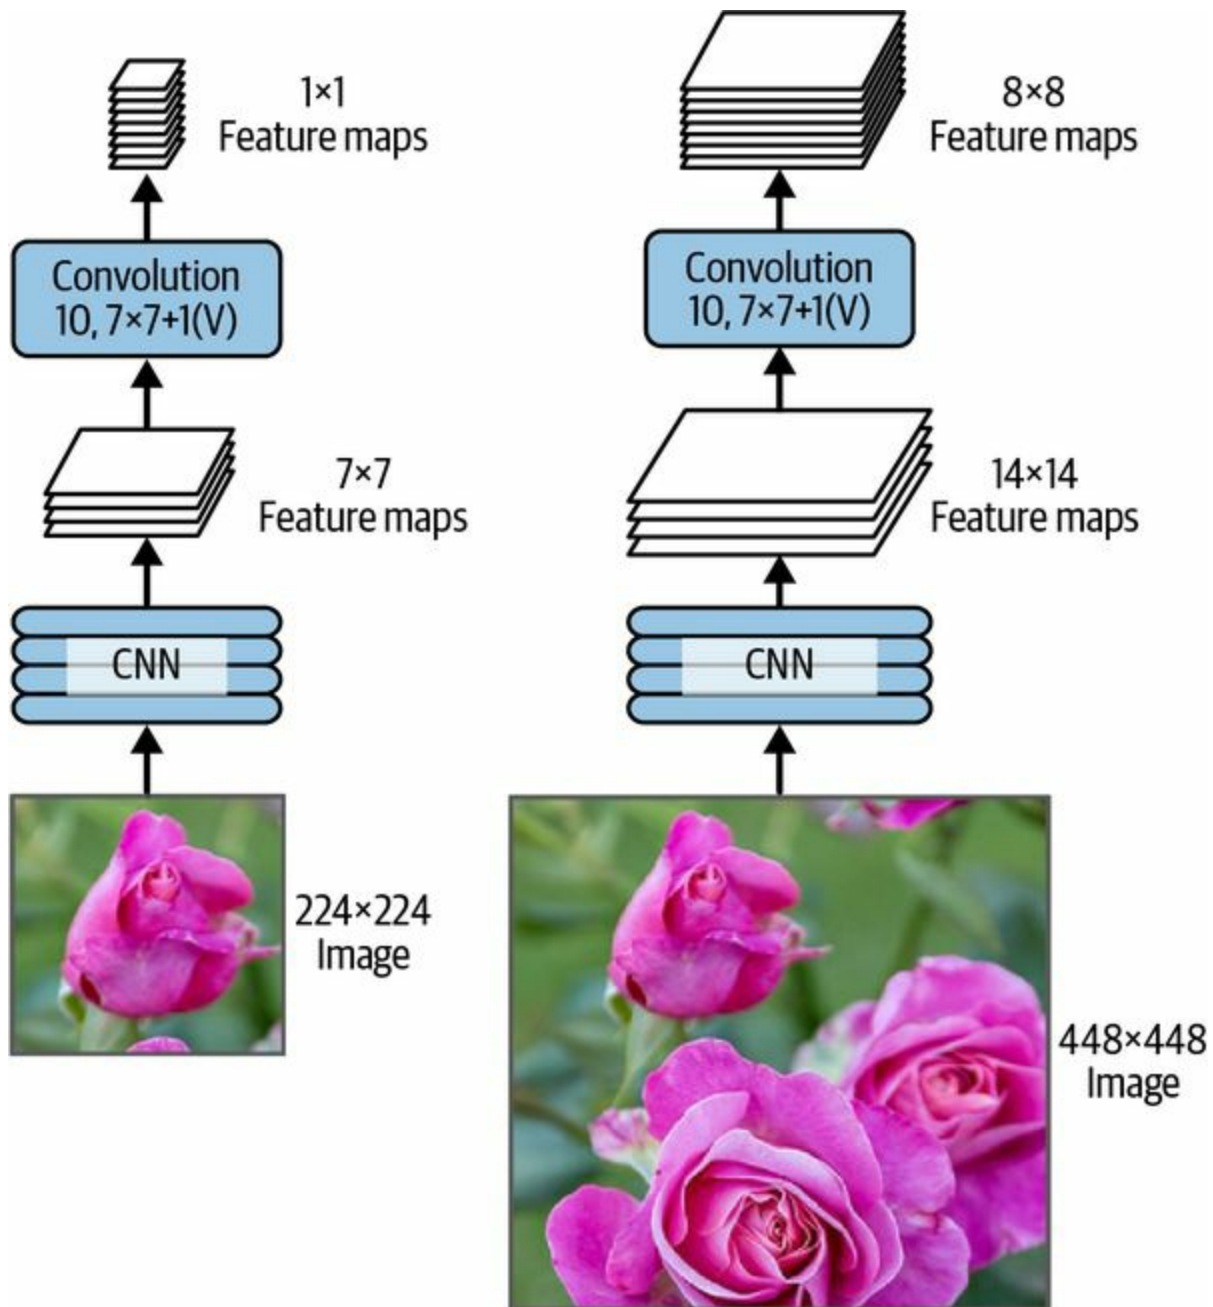 1×1
Feature maps
8×8
Feature maps
Convolution
10, 7×7+1(V)
Convolution
10, 7×7+1(V)
7×7
Feature maps
14×14
Feature maps
CNN
CNN
224×224
Image
448×448
Image